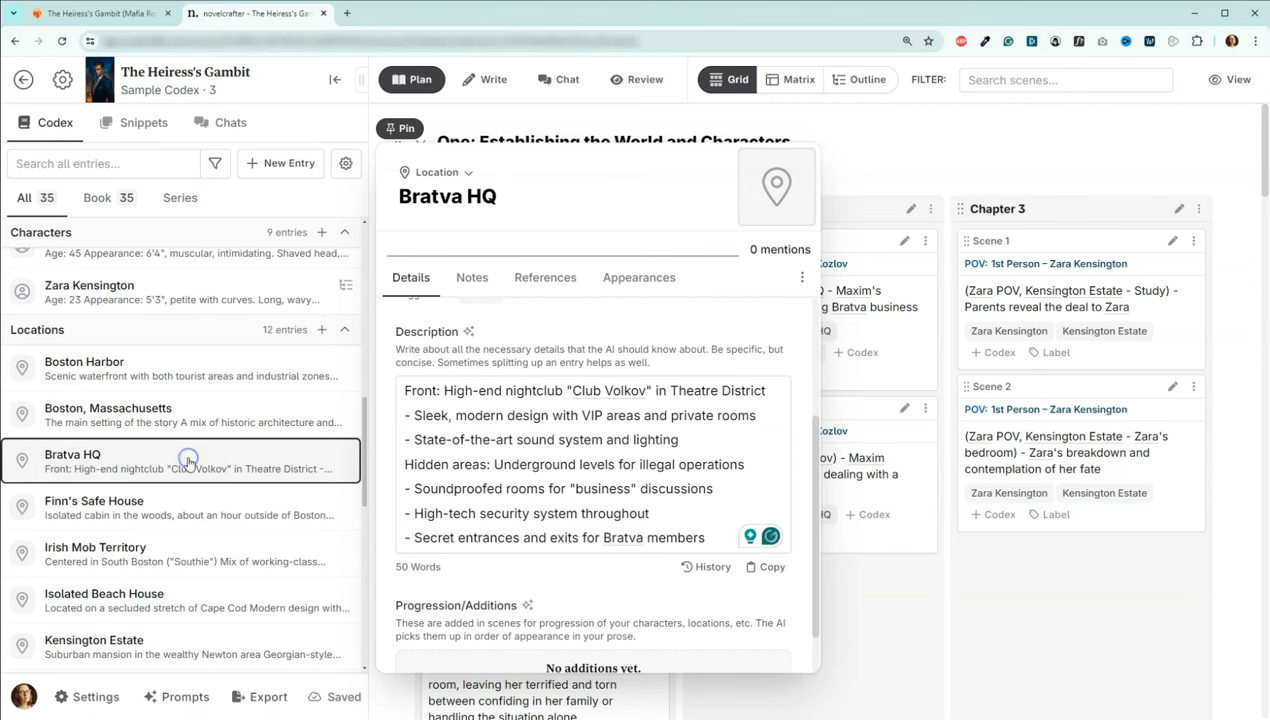 The Heiress's Gambit (Mafia Ro
novelcrafter - The Heiress's Ga
The Heiress's Gambit
Sample Codex · 3
Plan
Write
Chat
Review
Grid
Matrix
Outline
FILTER:
Search scenes...
View
Codex
Snippets
Chats
Search all entries...
+ New Entry
All 35
Book 35
Series
Characters
9 entries
Age: 45 Appearance: 6'4", muscular, intimidating. Shaved head,...
Zara Kensington
Age: 23 Appearance: 5'3", petite with curves. Long, wavy...
Locations
12 entries
Boston Harbor
Scenic waterfront with both tourist areas and industrial zones...
Boston, Massachusetts
The main setting of the story A mix of historic architecture and...
Bratva HQ
Front: High-end nightclub "Club Volkov" in Theatre District -...
Finn's Safe House
Isolated cabin in the woods, about an hour outside of Boston...
Irish Mob Territory
Centered in South Boston ("Southie") Mix of working-class...
Isolated Beach House
Located on a secluded stretch of Cape Cod Modern design with...
Kensington Estate
Suburban mansion in the wealthy Newton area Georgian-style...
Settings
Prompts
Export
Saved
Pin
One: Establishing the World and Characters
Location
Bratva HQ
0 mentions
Details
Notes
References
Appearances
Description
Write about all the necessary details that the AI should know about. Be specific, but
concise. Sometimes splitting up an entry helps as well.
Front: High-end nightclub "Club Volkov" in Theatre District
- Sleek, modern design with VIP areas and private rooms
- State-of-the-art sound system and lighting
Hidden areas: Underground levels for illegal operations
- Soundproofed rooms for "business" discussions
- High-tech security system throughout
- Secret entrances and exits for Bratva members
50 Words
History
Copy
Progression/Additions
These are added in scenes for progression of your characters, locations, etc. The AI
picks them up in order of appearance in your prose.
No additions yet.
room, leaving her terrified and torn
between confiding in her family or
handling the situation alone
Kozlov
Q - Maxim's
g Bratva business
HQ
+ Codex
ozlov
ov) - Maxim
dealing with a
HQ
+ Codex
Chapter 3
Scene 1
POV: 1st Person – Zara Kensington
(Zara POV, Kensington Estate - Study) -
Parents reveal the deal to Zara
Zara Kensington
Kensington Estate
+ Codex
Label
Scene 2
POV: 1st Person – Zara Kensington
(Zara POV, Kensington Estate - Zara's
bedroom) - Zara's breakdown and
contemplation of her fate
Zara Kensington
Kensington Estate
+ Codex
Label